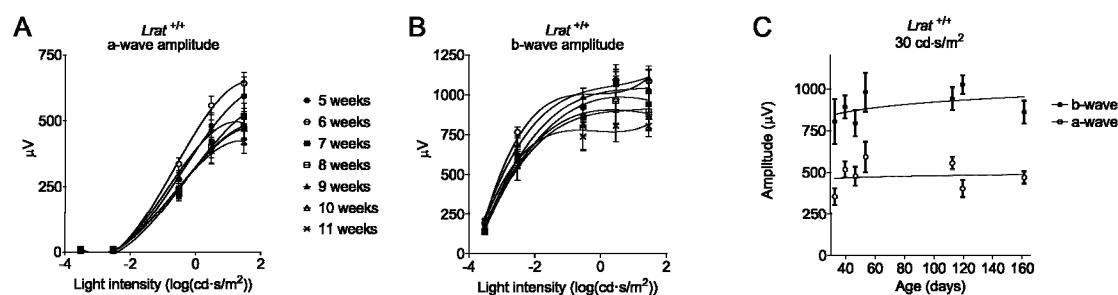 A
Lrat +/+
a-wave amplitude
750
500
250
0
μV
-4
-2
0
2
Light intensity {log(cd·s/m²)}
5 weeks
6 weeks
7 weeks
8 weeks
9 weeks
10 weeks
11 weeks
B
Lrat +/+
b-wave amplitude
1250
1000
750
500
250
0
μV
-4
-2
0
2
Light intensity {log(cd·s/m²)}
C
Lrat +/+
30 cd·s/m²
1000
750
500
250
0
Amplitude (μV)
40
60
80
100
120
140
160
Age (days)
b-wave
a-wave